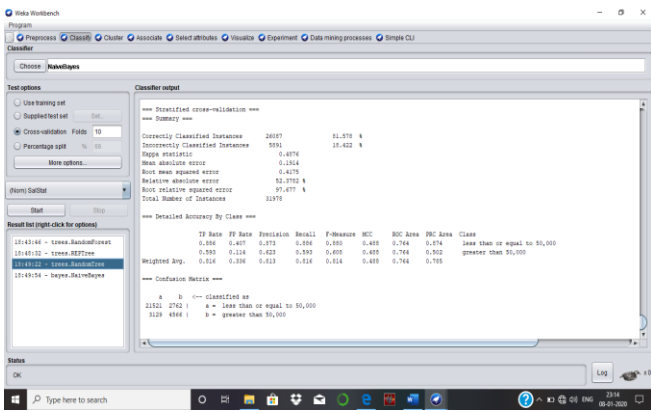 Weka Workbench
Program
Preprocess Classify Cluster Associate Select attributes Visualize Experiment Data mining processes Simple CLI
Classifier
Choose NaiveBayes
Test options
Use training set
Supplied test set Set...
Cross-validation Folds 10
Percentage split % 66
More options...
(Nom) SalStat
Start Stop
Result list (right-click for options)
18:43:46 - trees.RandomForest
18:48:32 - trees.REPTree
18:49:22 - trees.RandomTree
18:49:54 - bayes.NaiveBayes
Classifier output
=== Stratified cross-validation ===
=== Summary ===
Correctly Classified Instances 26087 81.578 %
Incorrectly Classified Instances 5891 18.422 %
Kappa statistic 0.4876
Mean absolute error 0.1914
Root mean squared error 0.4175
Relative absolute error 52.3702 %
Root relative squared error 97.677 %
Total Number of Instances 31978
=== Detailed Accuracy By Class ===
TP Rate FP Rate Precision Recall F-Measure MCC ROC Area PRC Area Class
0.886 0.407 0.873 0.886 0.880 0.488 0.764 0.874 less than or equal to 50,000
0.593 0.114 0.623 0.593 0.608 0.488 0.764 0.502 greater than 50,000
Weighted Avg. 0.816 0.336 0.813 0.816 0.814 0.488 0.764 0.785
=== Confusion Matrix ===
a b <-- classified as
21521 2762 | a = less than or equal to 50,000
3129 4566 | b = greater than 50,000
Status
OK
Log x 0
Type here to search
ENG
23:14
08-01-2020